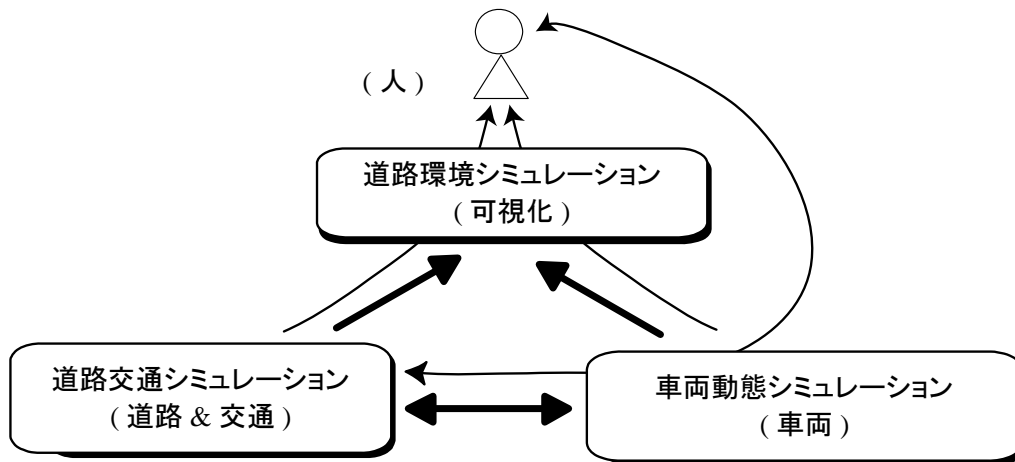 ( 人 )
道路環境シミュレーション
( 可視化 )
道路交通シミュレーション
( 道路 & 交通 )
車両動態シミュレーション
( 車両 )